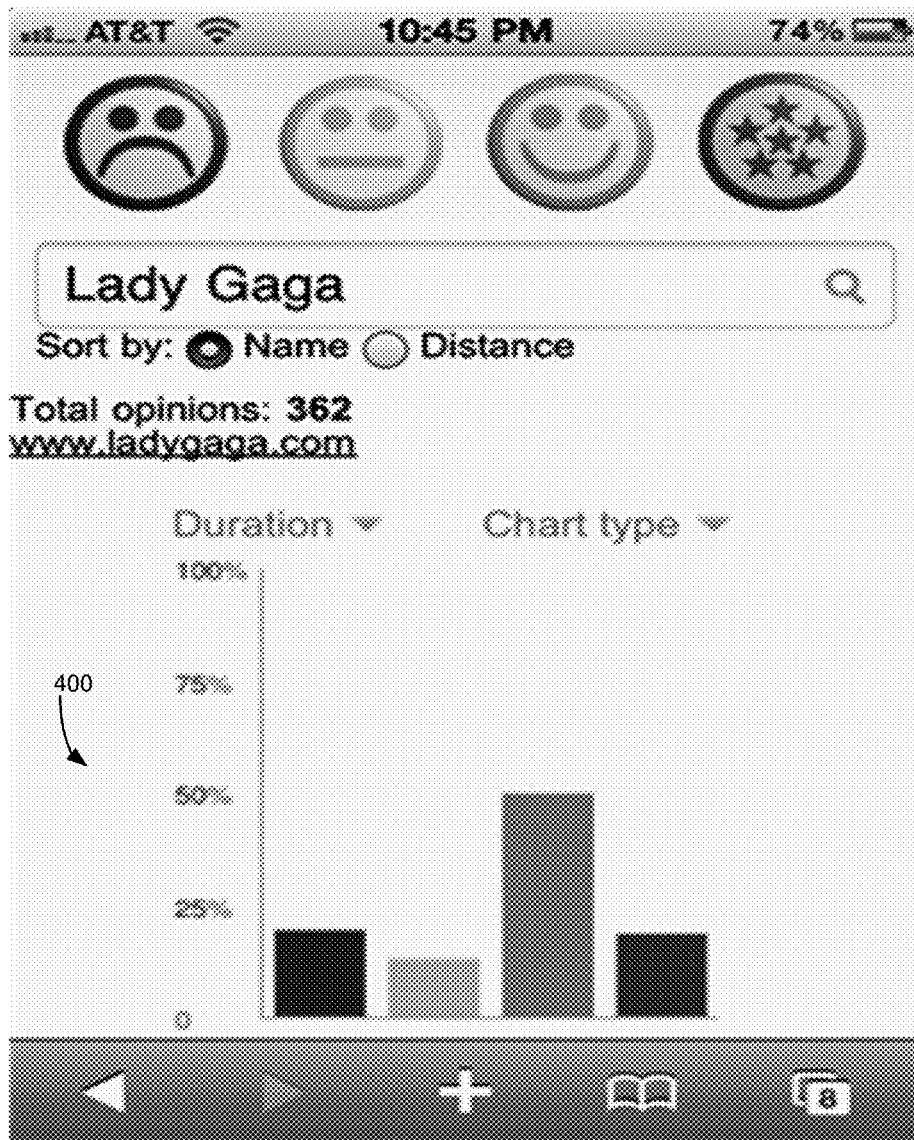 AT&T 10:45 PM 74%
Lady Gaga
Sort by: Name Distance
Total opinions: 362
www.ladygaga.com
Duration Chart type
100%
400
75%
50%
25%
0
8